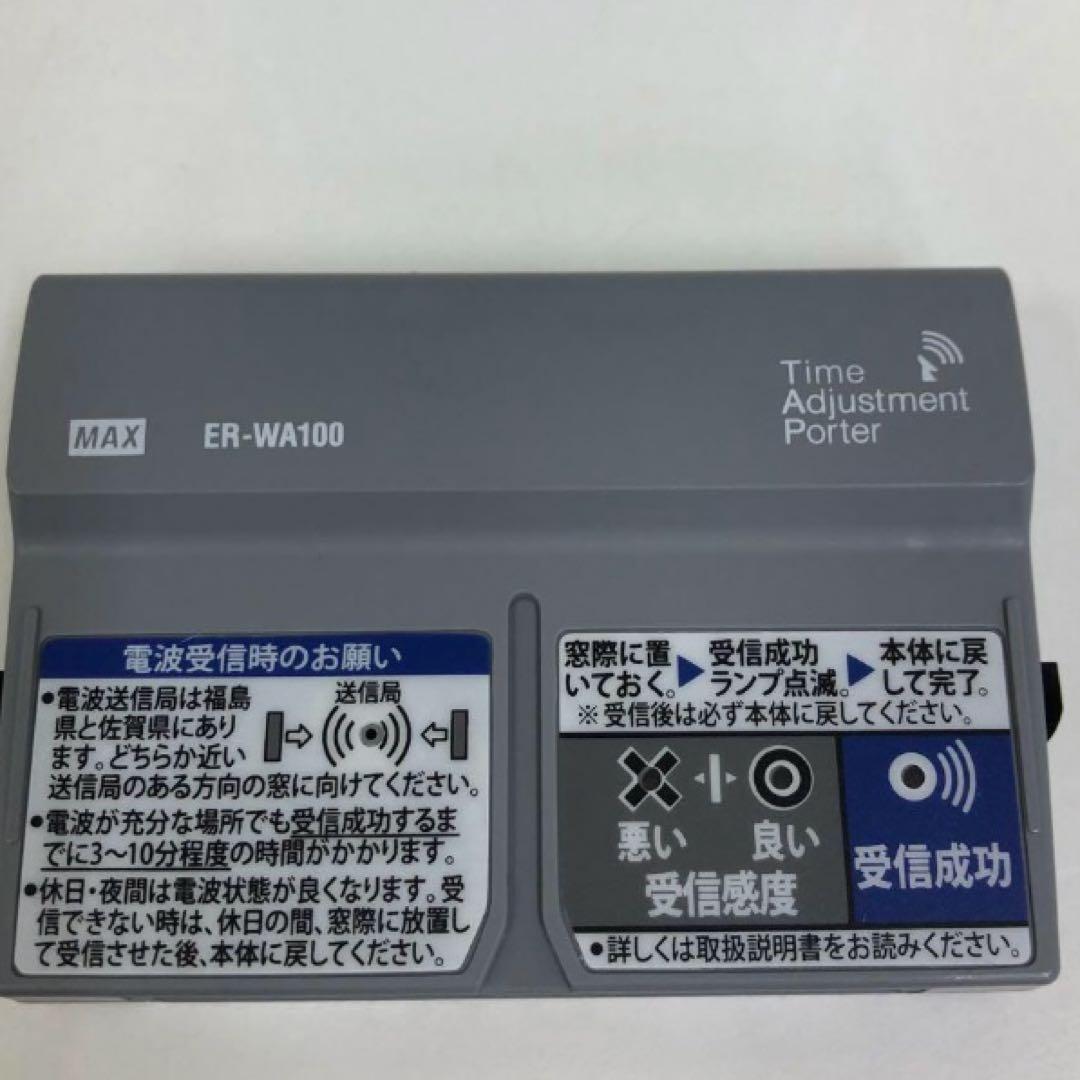 MAX ER-WA100
Time
Adjustment
Porter
電波受信時のお願い
•電波送信局は福島
県と佐賀県にあり
ます。どちらか近い
送信局のある方向の窓に向けてください。
送信局
•電波が充分な場所でも受信成功するま
でに3〜10分程度の時間がかかります。
•休日・夜間は電波状態が良くなります。受
信できない時は、休日の間、窓際に放置し
て受信させた後、本体に戻してください。
窓際に置
いておく。
受信成功
ランプ点滅。
本体に戻
して完了。
※受信後は必ず本体に戻してください。
悪い 良い
受信感度
受信成功
•詳しくは取扱説明書をお読みください。